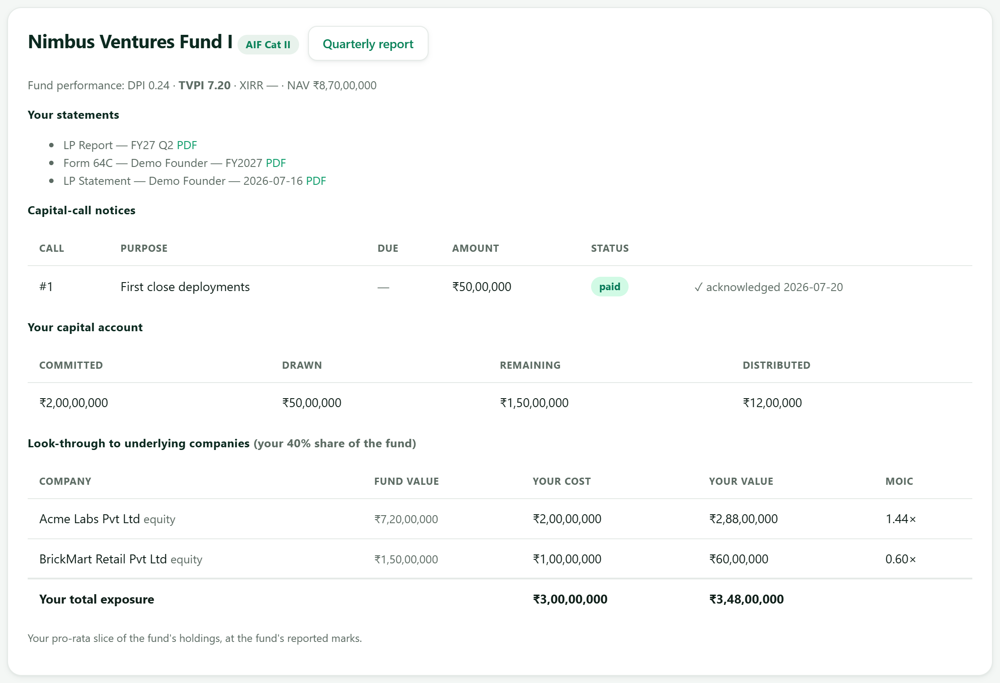 Nimbus Ventures Fund I AIF Cat II Quarterly report
Fund performance: DPI 0.24 · TVPI 7.20 · XIRR — · NAV ₹8,70,00,000
Your statements
• LP Report — FY27 Q2 PDF
• Form 64C — Demo Founder — FY2027 PDF
• LP Statement — Demo Founder — 2026-07-16 PDF
Capital-call notices
CALL PURPOSE DUE AMOUNT STATUS
#1 First close deployments — ₹50,00,000 paid ✓ acknowledged 2026-07-20
Your capital account
COMMITTED DRAWN REMAINING DISTRIBUTED
₹2,00,00,000 ₹50,00,000 ₹1,50,00,000 ₹12,00,000
Look-through to underlying companies (your 40% share of the fund)
COMPANY FUND VALUE YOUR COST YOUR VALUE MOIC
Acme Labs Pvt Ltd equity ₹7,20,00,000 ₹2,00,00,000 ₹2,88,00,000 1.44×
BrickMart Retail Pvt Ltd equity ₹1,50,00,000 ₹1,00,00,000 ₹60,00,000 0.60×
Your total exposure ₹3,00,00,000 ₹3,48,00,000
Your pro-rata slice of the fund's holdings, at the fund's reported marks.